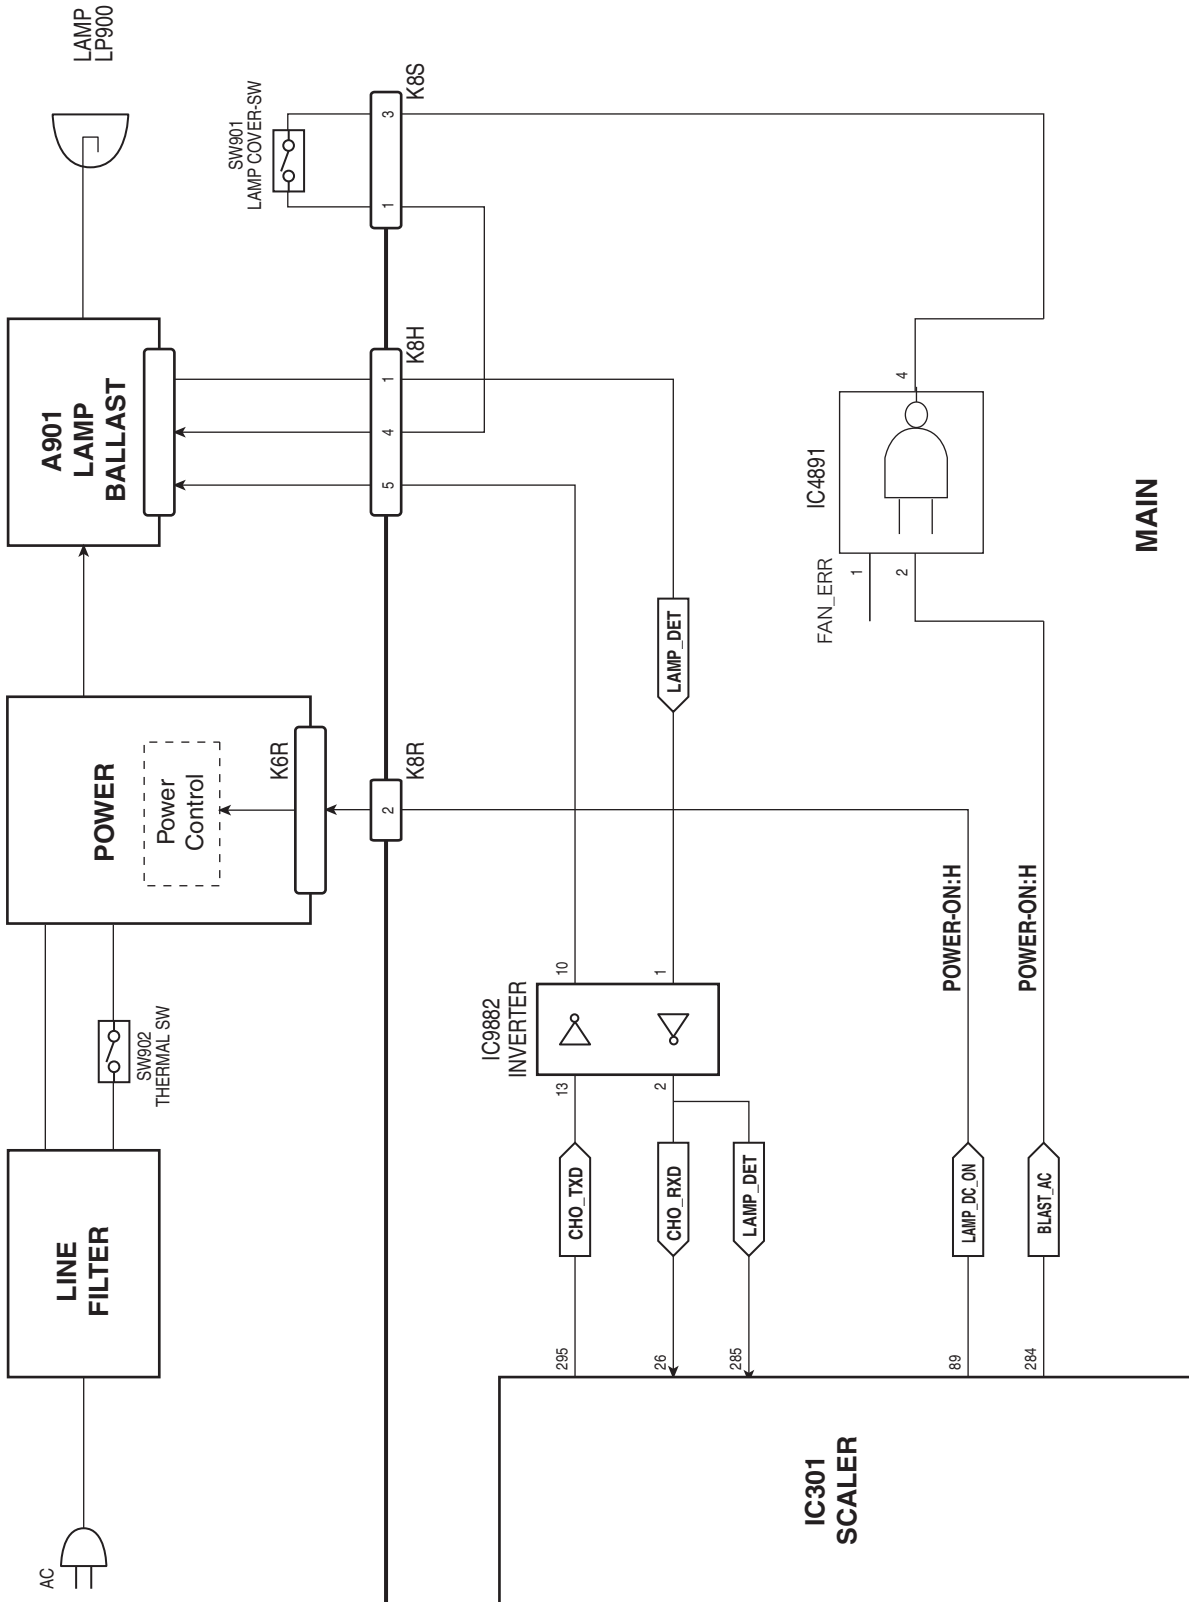 AC
LINE
FILTER
SW902
THERMAL SW
POWER
Power
Control
K6R
A901
LAMP
BALLAST
LAMP
LP900
SW901
LAMP COVER-SW
K8R
2
K8H
5
4
1
K8S
1
3
IC301
SCALER
295
CHO_TXD
13
IC9882
INVERTER
10
26
CHO_RXD
2
1
LAMP_DET
285
LAMP_DET
89
LAMP_DC_ON
POWER-ON:H
284
BLAST_AC
POWER-ON:H
FAN_ERR
1
2
IC4891
4
MAIN